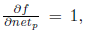 ∂f/∂net_p = 1,